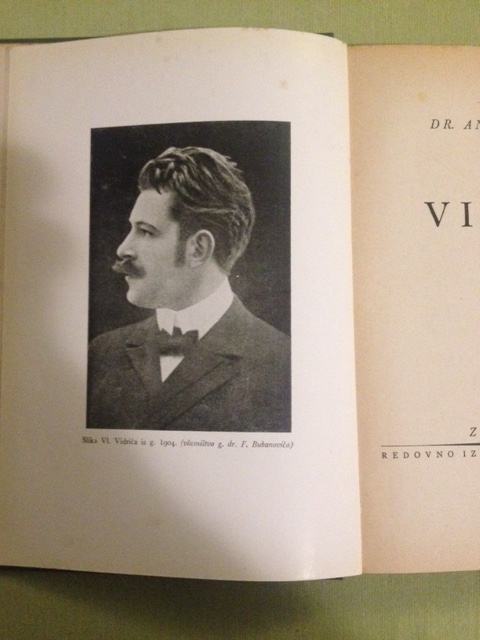 Slika Vl. Vidrića iz g. 1904. (vlasništvo g. dr. F. Bubanovića)
DR. AN
VI
Z
REDOVNO IZ